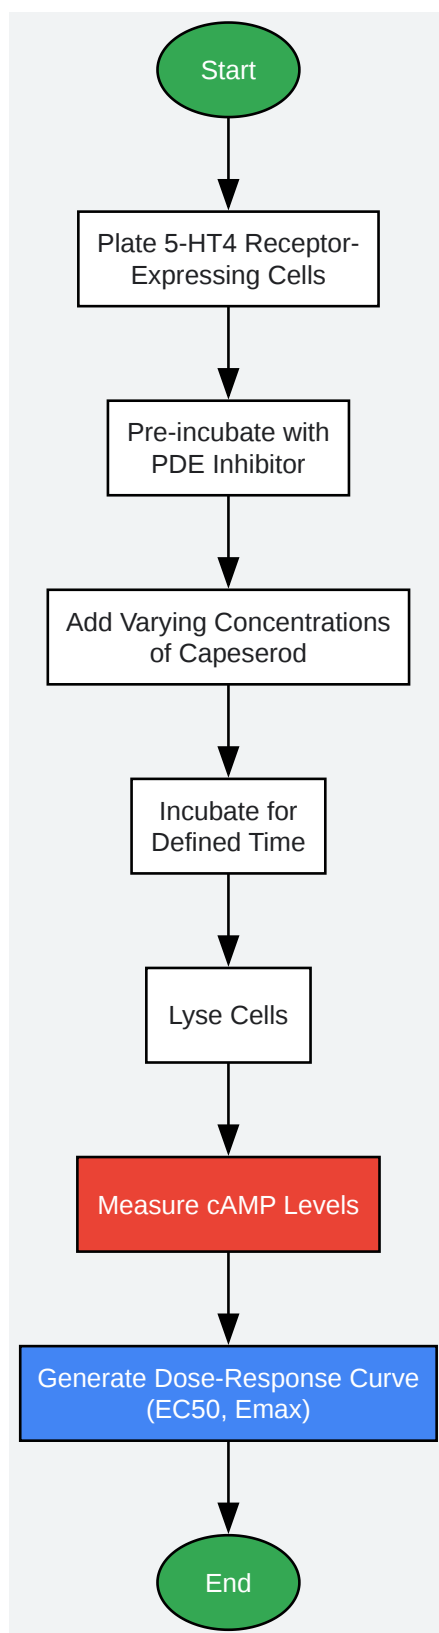 Start
Plate 5-HT4 Receptor-
Expressing Cells
Pre-incubate with
PDE Inhibitor
Add Varying Concentrations
of Capeserod
Incubate for
Defined Time
Lyse Cells
Measure cAMP Levels
Generate Dose-Response Curve
(EC50, Emax)
End